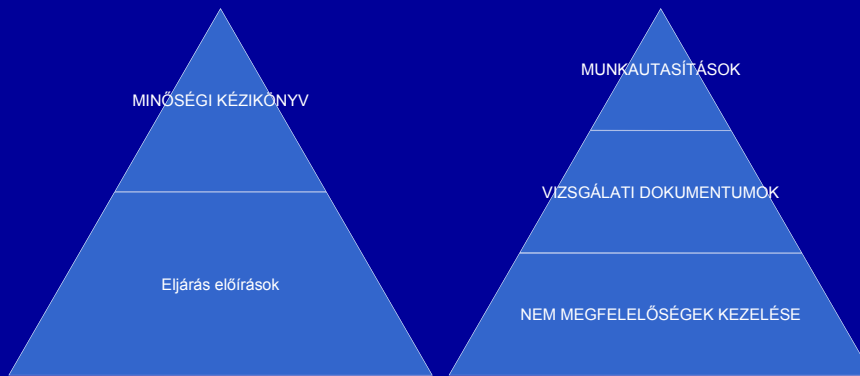 MINŐSÉGI KÉZIKÖNYV
Eljárás előírások
MUNKAUTASÍTÁSOK
VIZSGÁLATI DOKUMENTUMOK
NEM MEGFELELŐSÉGEK KEZELÉSE